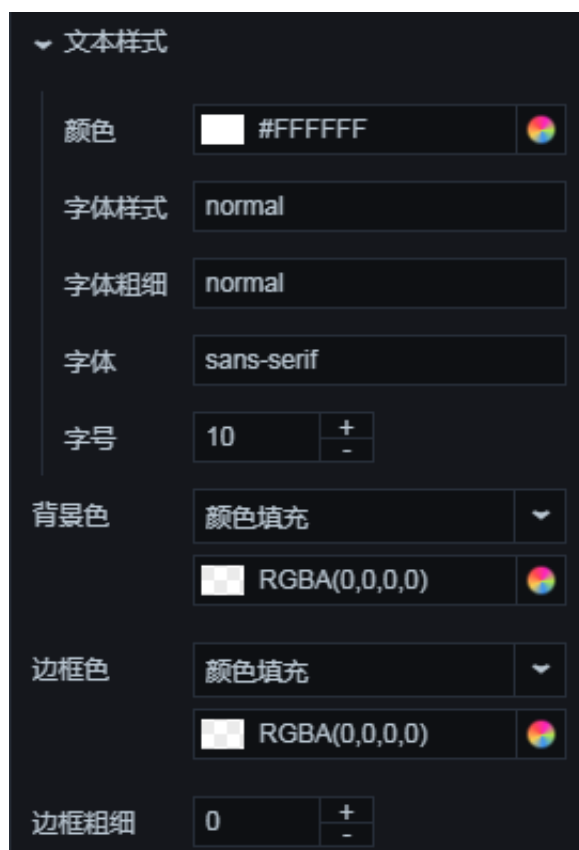 文本样式
颜色 #FFFFFF
字体样式 normal
字体粗细 normal
字体 sans-serif
字号 10 + -
背景色 颜色填充
RGBA(0,0,0,0)
边框色 颜色填充
RGBA(0,0,0,0)
边框粗细 0 + -